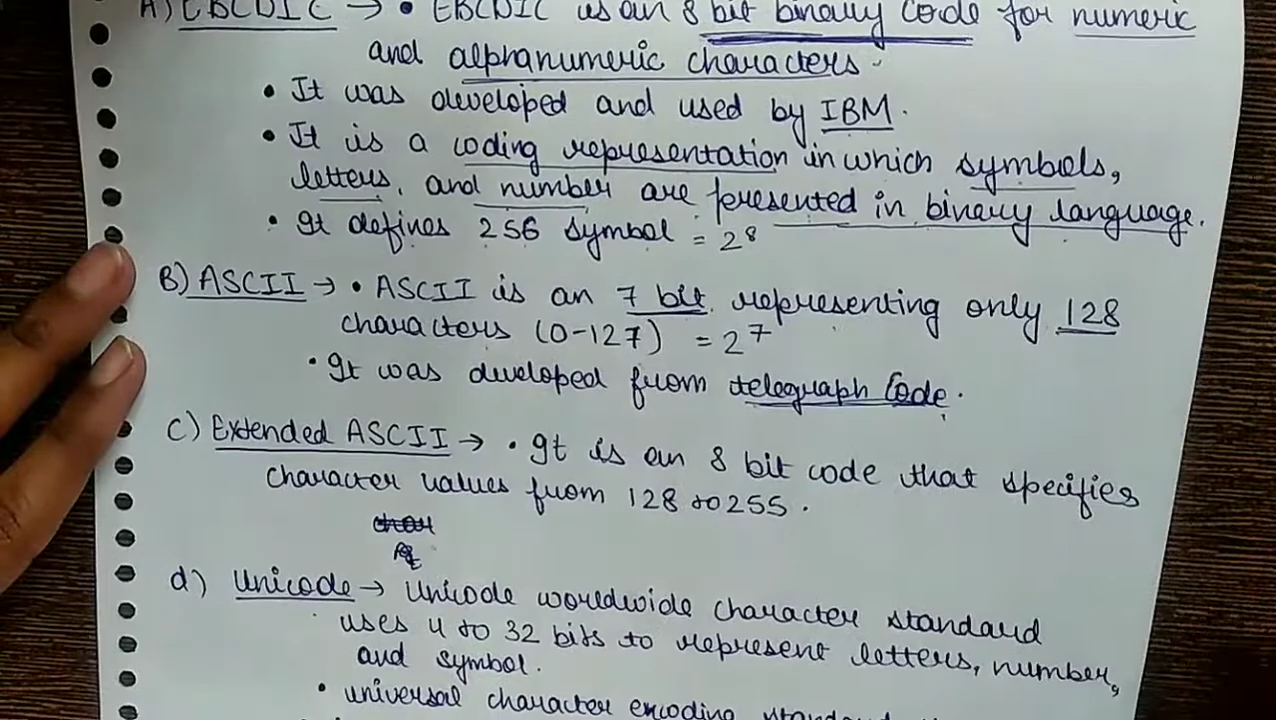 A) EBCDIC → • EBCDIC is an 8 bit binary Code for numeric
and alphanumeric characters.
• It was developed and used by IBM.
• It is a coding representation in which symbols,
letters, and number are peresented in binary language.
• It defines 256 symbol = 2⁸
B) ASCII → • ASCII is an 7 bit representing only 128
characters (0-127) = 2⁷
• It was developed from telegraph Code.
C) Extended ASCII → • It is an 8 bit code that specifies
character values from 128 to 255.
d) Unicode → Unicode worldwide character standard
uses 4 to 32 bits to represent letters, number,
and symbol.
• universal character encoding